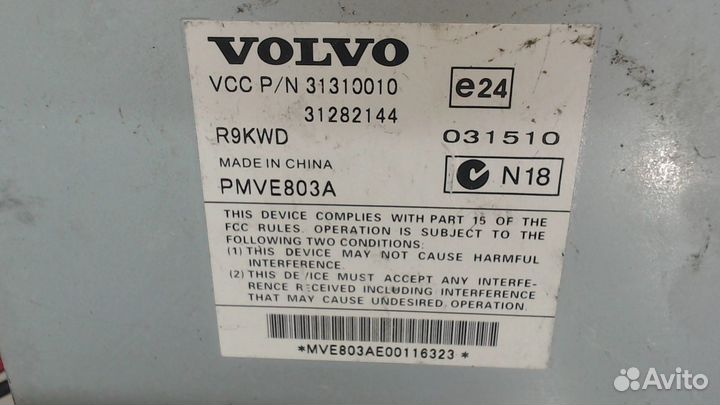 VOLVO
VCC P/N 31310010
31282144
e24
R9KWD
031510
MADE IN CHINA
PMVE803A
N18
THIS DEVICE COMPLIES WITH PART 15 OF THE
FCC RULES. OPERATION IS SUBJECT TO THE
FOLLOWING TWO CONDITIONS:
(1) THIS DEVICE MAY NOT CAUSE HARMFUL
INTERFERENCE.
(2) THIS DEVICE MUST ACCEPT ANY INTERFE-
RENCE RECEIVED INCLUDING INTERFERENCE
THAT MAY CAUSE UNDESIRED OPERATION.
*MVE803AE00116323*
Avito